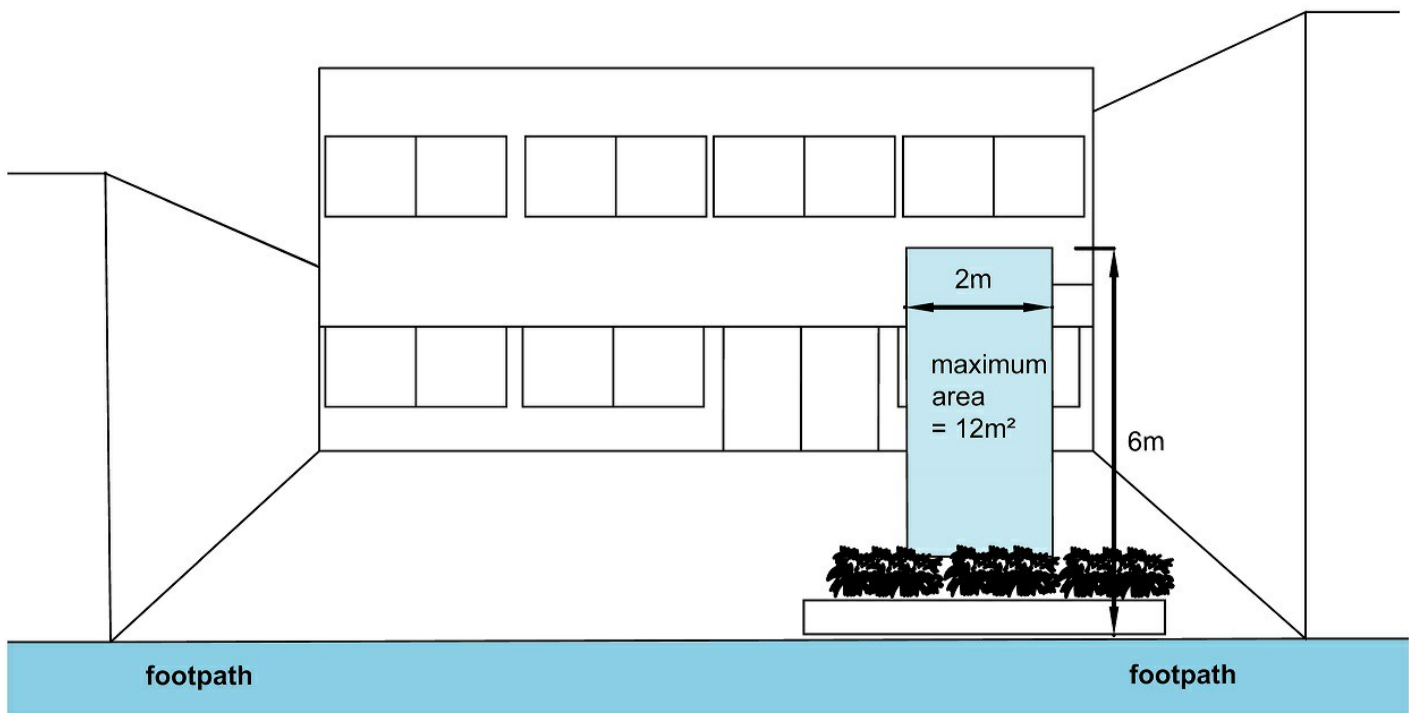 2m
maximum
area
= 12m²
6m
footpath
footpath